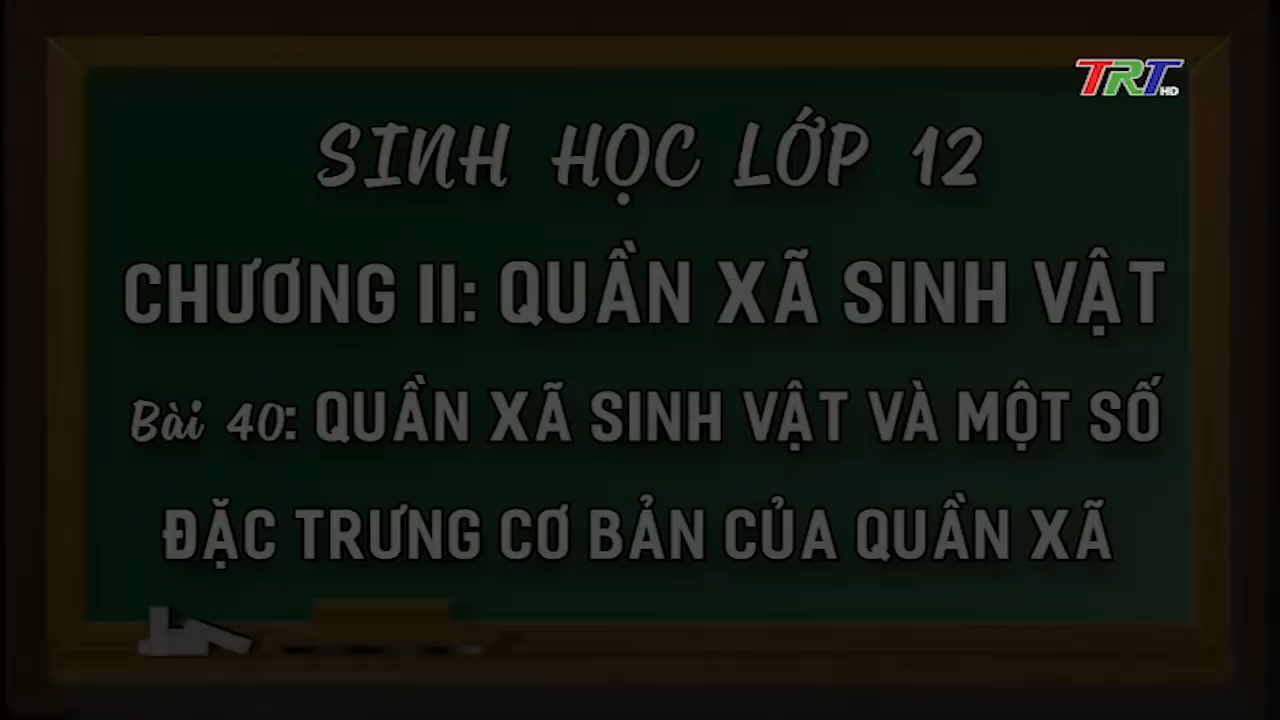 TRT HD
SINH HỌC LỚP 12
CHƯƠNG II: QUẦN XÃ SINH VẬT
Bài 40: QUẦN XÃ SINH VẬT VÀ MỘT SỐ
ĐẶC TRƯNG CƠ BẢN CỦA QUẦN XÃ